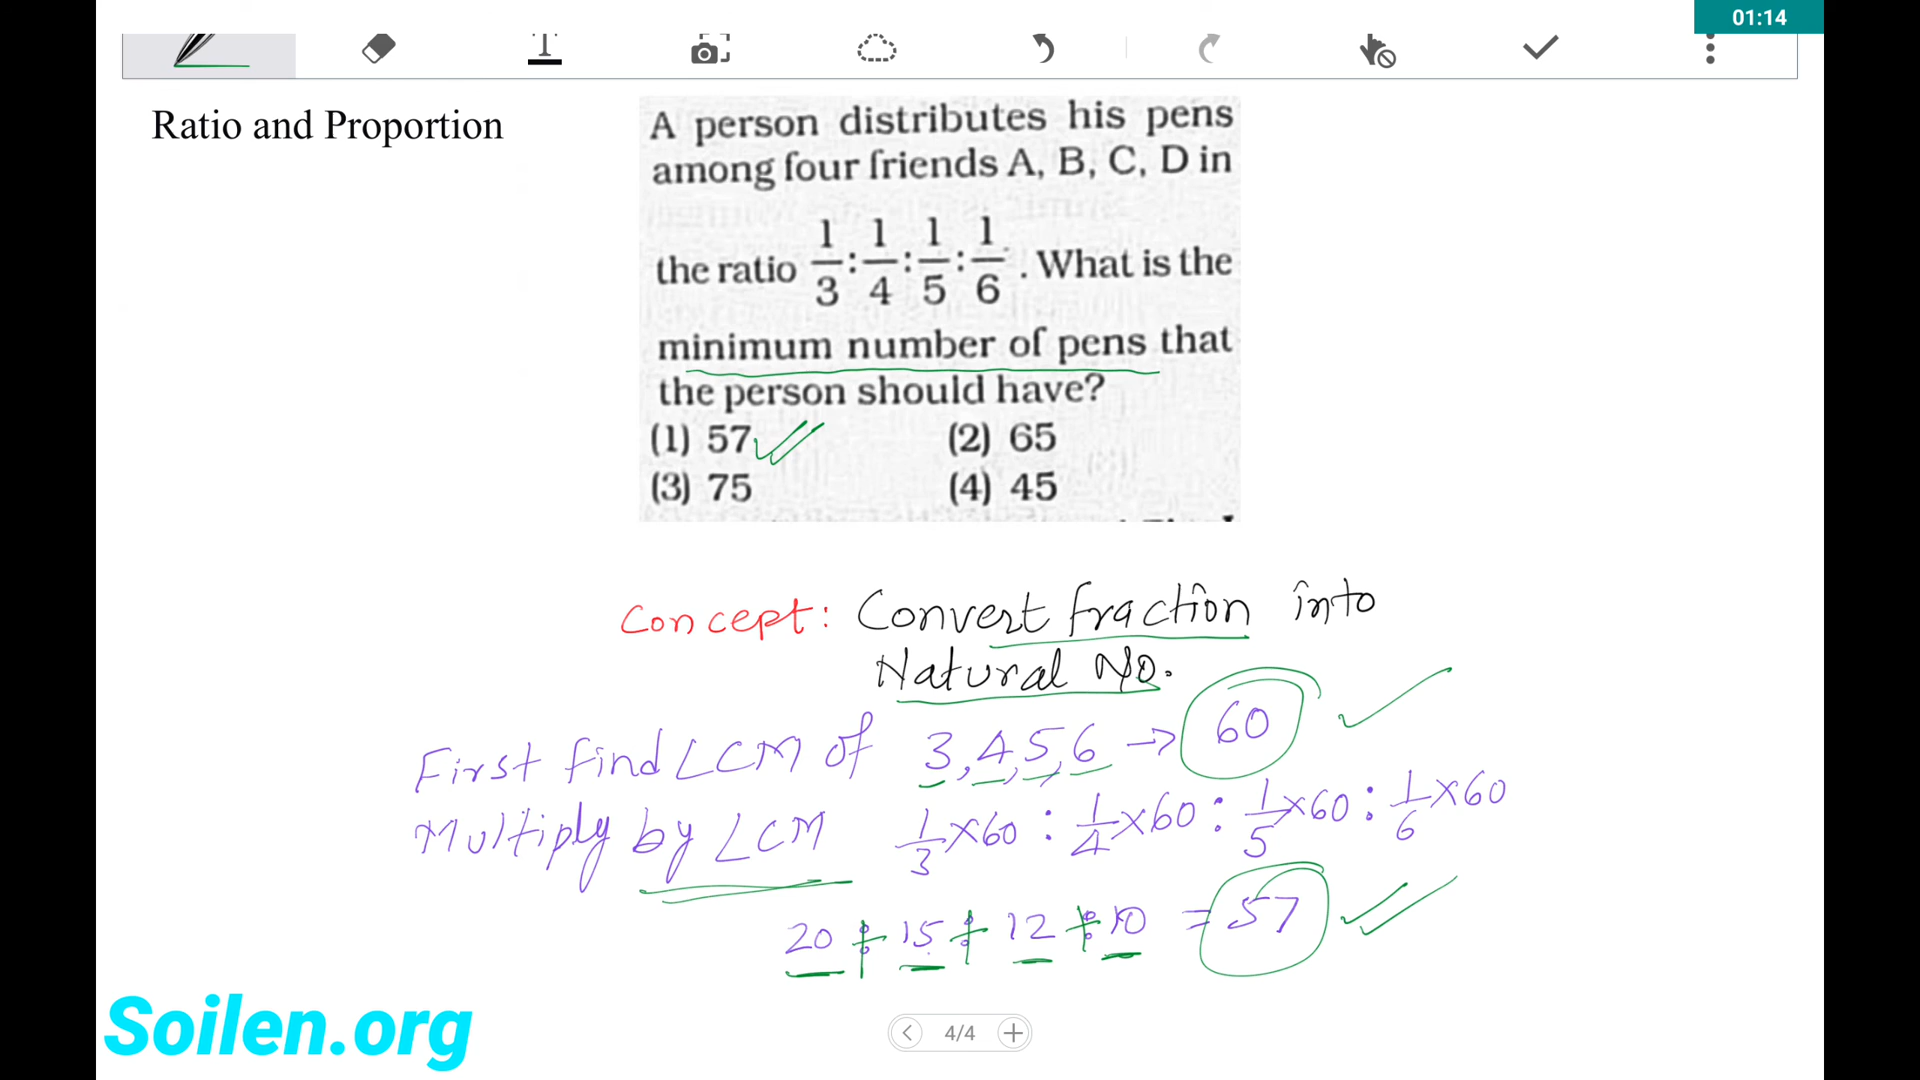 01:14
T
Ratio and Proportion
A person distributes his pens
among four friends A, B, C, D in
the ratio 1/3 : 1/4 : 1/5 : 1/6 . What is the
minimum number of pens that
the person should have?
(1) 57 (2) 65
(3) 75 (4) 45
Concept: Convert fraction into
Natural No.
First find LCM of 3, 4, 5, 6 → 60
Multiply by LCM 1/3 × 60 : 1/4 × 60 : 1/5 × 60 : 1/6 × 60
20 + 15 + 12 + 10 = 57
Soilen.org
4/4